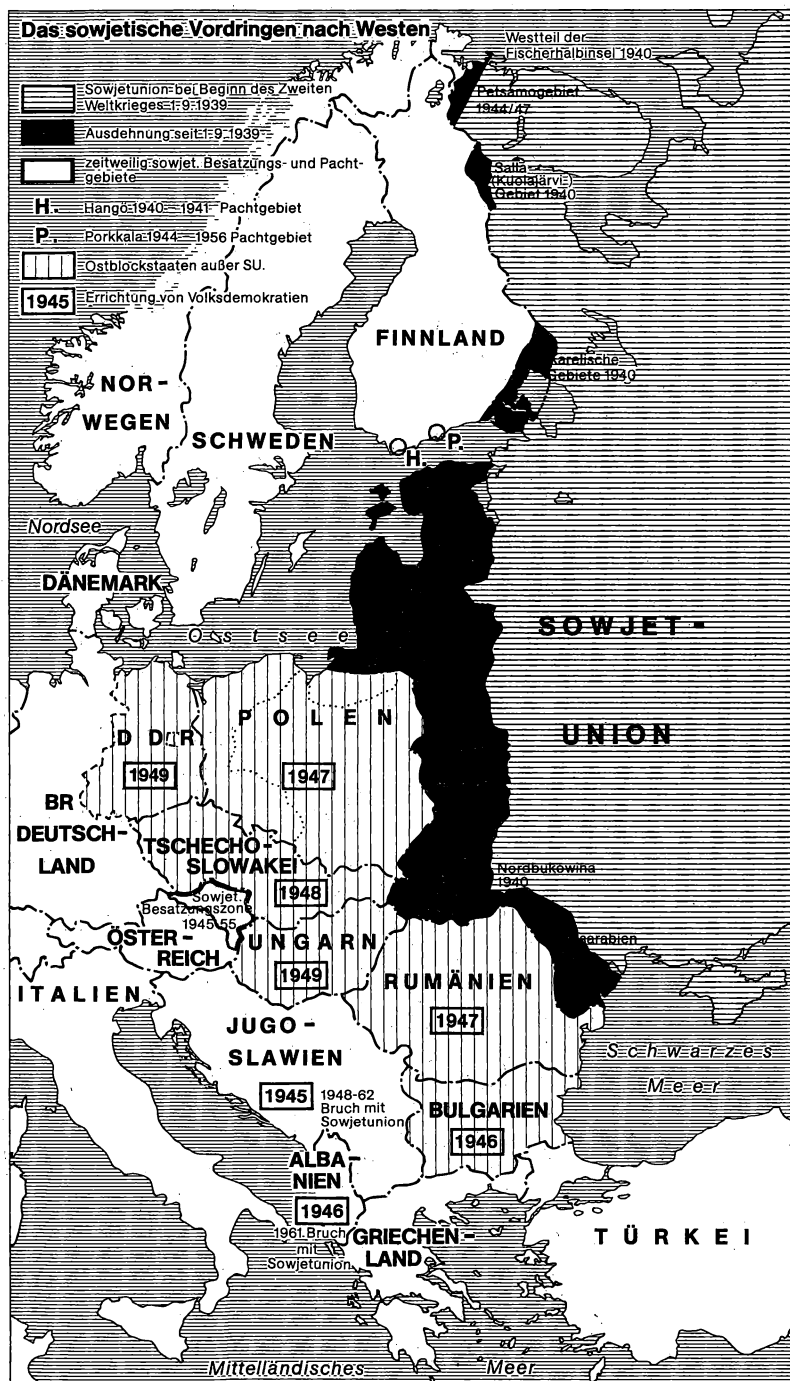 Das sowjetische Vordringen nach Westen
Sowjetunion bei Beginn des Zweiten
Weltkrieges 1.9.1939
Ausdehnung seit 1.9.1939
zeitweilig sowjet. Besatzungs- und Pacht-
gebiete
H. Hangö 1940–1941 Pachtgebiet
P. Porkkala 1944–1956 Pachtgebiet
Ostblockstaaten außer SU.
1945 Errichtung von Volksdemokratien
Westteil der
Fischerhalbinsel 1940
Petsamogebiet
1944/47
Salla-
(Kuolajärvi-)
Gebiet 1940
FINNLAND
Karelische
Gebiete 1940
NOR-
WEGEN
SCHWEDEN
H.
P.
Nordsee
DÄNEMARK
Ostsee
SOWJET-
UNION
POLEN
1947
DDR
1949
BR
DEUTSCH-
LAND
TSCHECHO-
SLOWAKEI
1948
Sowjet.
Besatzungszone
1945-55
ÖSTER-
REICH
UNGARN
1949
Nordbukowina
1940
arabien
RUMÄNIEN
1947
ITALIEN
JUGO-
SLAWIEN
1945
1948-62
Bruch mit
Sowjetunion
Schwarzes
Meer
BULGARIEN
1946
ALBA-
NIEN
1946
1961 Bruch
mit
Sowjetunion
GRIECHEN-
LAND
TÜRKEI
Mittelländisches Meer